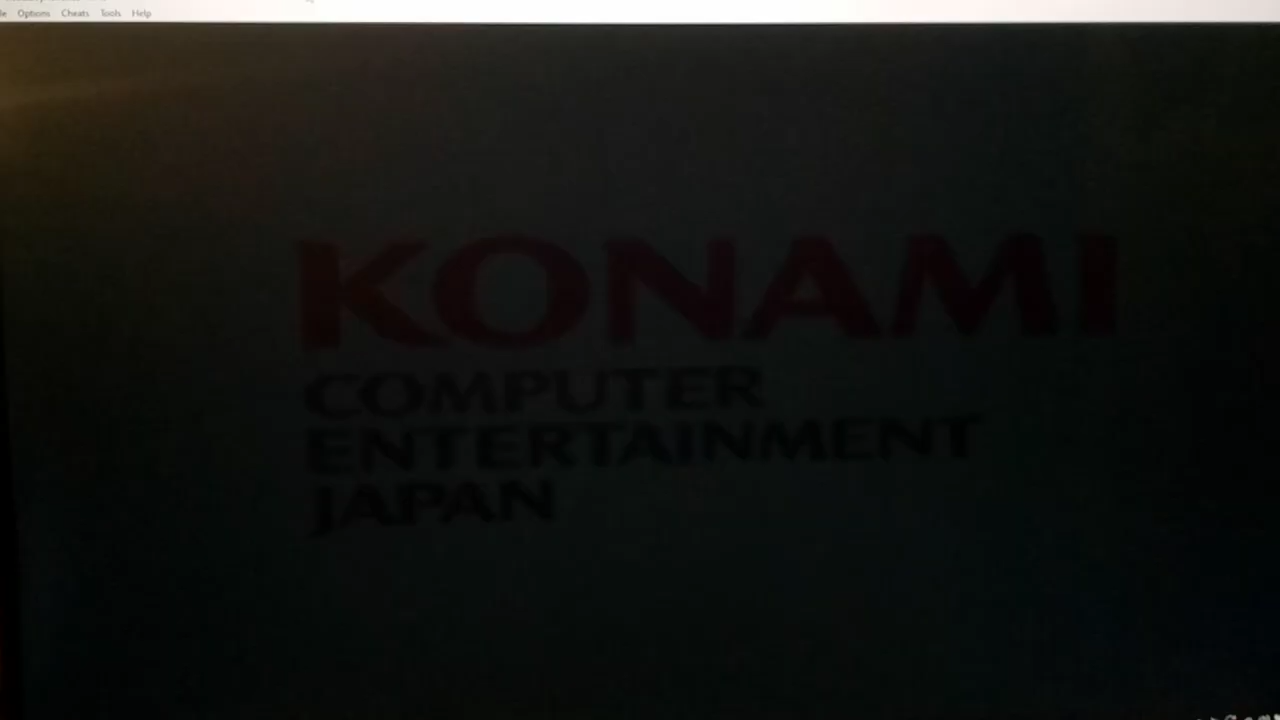 Options Cheats Tools Help
KONAMI
COMPUTER
ENTERTAINMENT
JAPAN